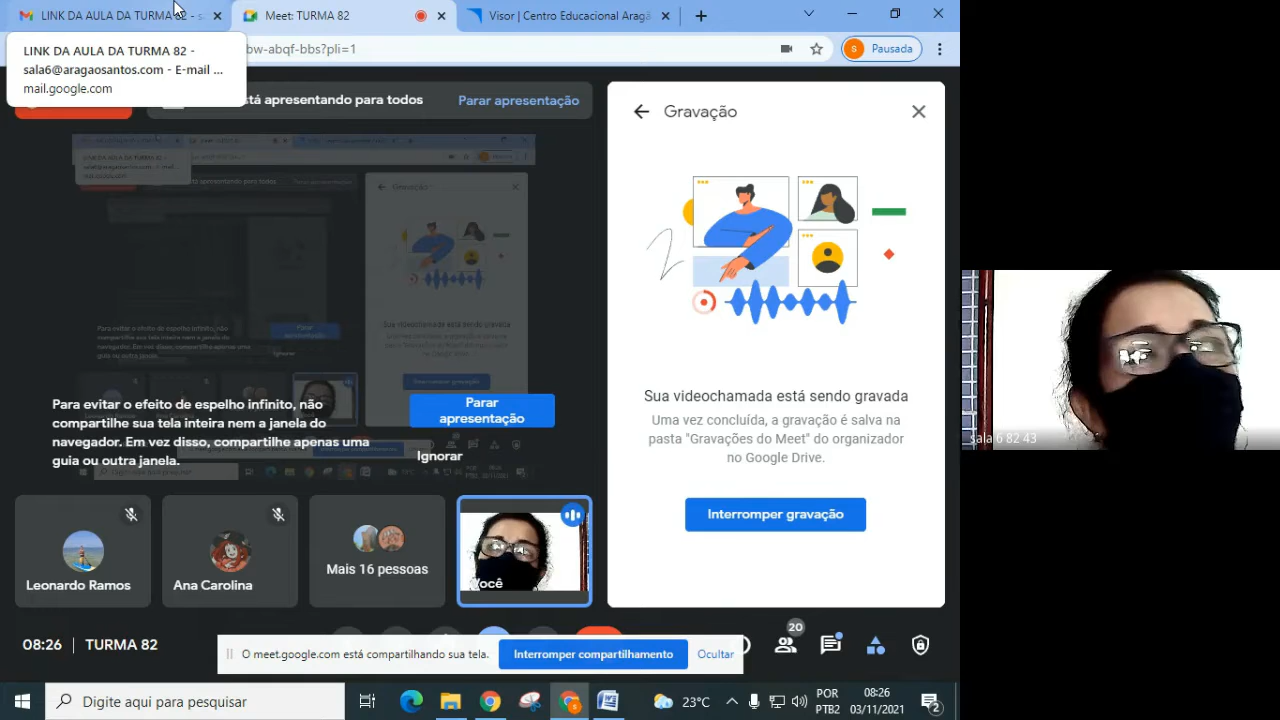 LINK DA AULA DA TURMA 82 - s
Meet: TURMA 82
Visor | Centro Educacional Aragã
LINK DA AULA DA TURMA 82 -
sala6@aragaosantos.com - E-mail ...
mail.google.com
bw-abqf-bbs?pli=1
S
Pausada
stá apresentando para todos
Parar apresentação
Gravação
Sua videochamada está sendo gravada
Uma vez concluída, a gravação é salva na
pasta "Gravações do Meet" do organizador
no Google Drive.
Interromper gravação
Para evitar o efeito de espelho infinito, não
compartilhe sua tela inteira nem a janela do
navegador. Em vez disso, compartilhe apenas uma
guia ou outra janela.
Parar
apresentação
Ignorar
Leonardo Ramos
Ana Carolina
Mais 16 pessoas
Você
sala 6 82 43
08:26
TURMA 82
20
O meet.google.com está compartilhando sua tela.
Interromper compartilhamento
Ocultar
Digite aqui para pesquisar
23°C
POR
PTB2
08:26
03/11/2021
2